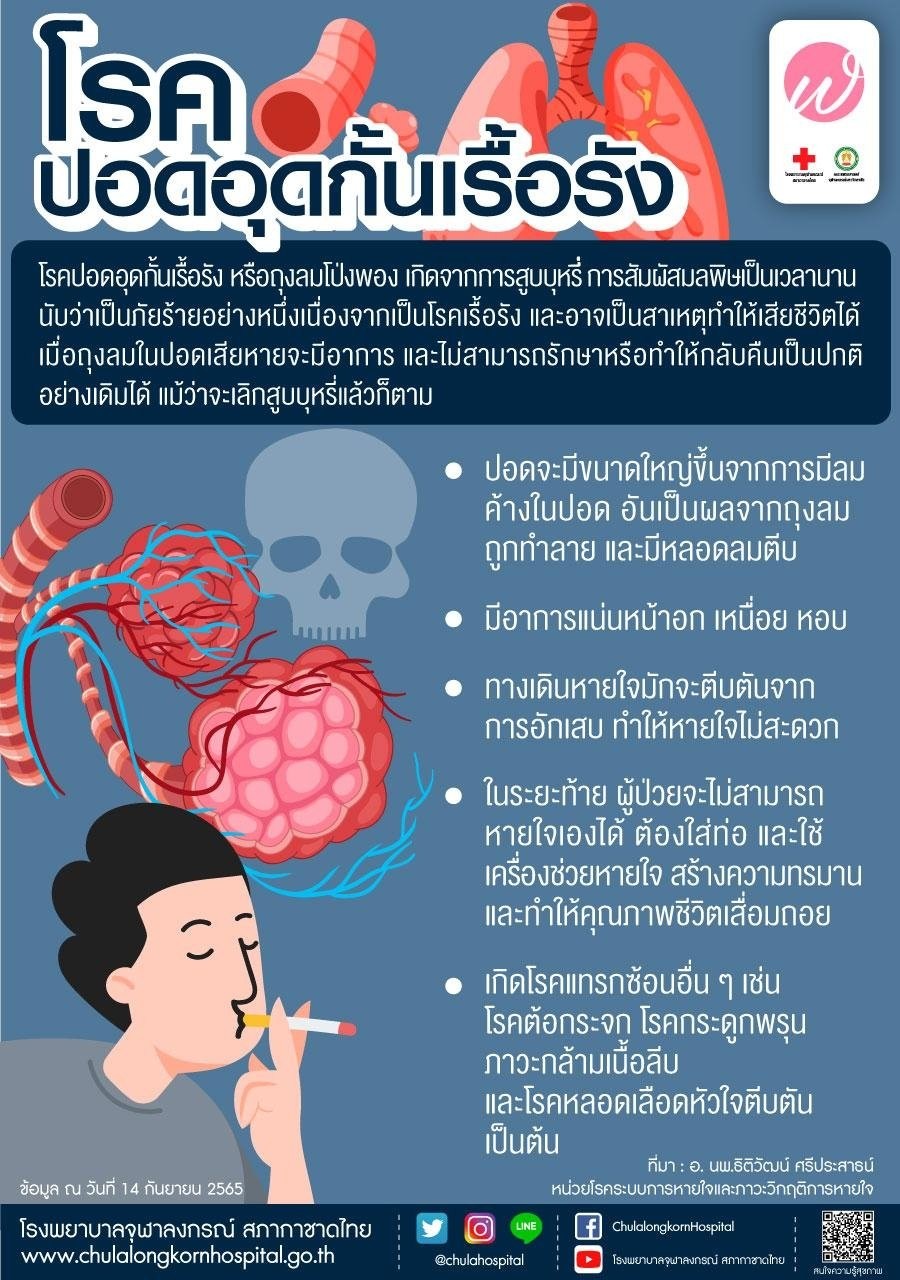 โรค
ปอดอุดกั้นเรื้อรัง
โรคปอดอุดกั้นเรื้อรัง หรือถุงลมโป่งพอง เกิดจากการสูบบุหรี่ การสัมผัสมลพิษเป็นเวลานาน
นับว่าเป็นภัยร้ายอย่างหนึ่งเนื่องจากเป็นโรคเรื้อรัง และอาจเป็นสาเหตุทำให้เสียชีวิตได้
เมื่อถุงลมในปอดเสียหายจะมีอาการ และไม่สามารถรักษาหรือทำให้กลับคืนเป็นปกติ
อย่างเดิมได้ แม้ว่าจะเลิกสูบบุหรี่แล้วก็ตาม
• ปอดจะมีขนาดใหญ่ขึ้นจากการมีลม
ค้างในปอด อันเป็นผลจากถุงลม
ถูกทำลาย และมีหลอดลมตีบ
• มีอาการแน่นหน้าอก เหนื่อย หอบ
• ทางเดินหายใจมักจะตีบตันจาก
การอักเสบ ทำให้หายใจไม่สะดวก
• ในระยะท้าย ผู้ป่วยจะไม่สามารถ
หายใจเองได้ ต้องใส่ท่อ และใช้
เครื่องช่วยหายใจ สร้างความทรมาน
และทำให้คุณภาพชีวิตเสื่อมถอย
• เกิดโรคแทรกซ้อนอื่น ๆ เช่น
โรคต้อกระจก โรคกระดูกพรุน
ภาวะกล้ามเนื้อลีบ
และโรคหลอดเลือดหัวใจตีบตัน
เป็นต้น
ที่มา : อ. นพ.ธิติวัฒน์ ศรีประสาธน์
หน่วยโรคระบบการหายใจและภาวะวิกฤติการหายใจ
ข้อมูล ณ วันที่ 14 กันยายน 2565
โรงพยาบาลจุฬาลงกรณ์ สภากาชาดไทย
www.chulalongkornhospital.go.th
LINE
@chulahospital
ChulalongkornHospital
โรงพยาบาลจุฬาลงกรณ์ สภากาชาดไทย
สนใจความรู้สุขภาพ